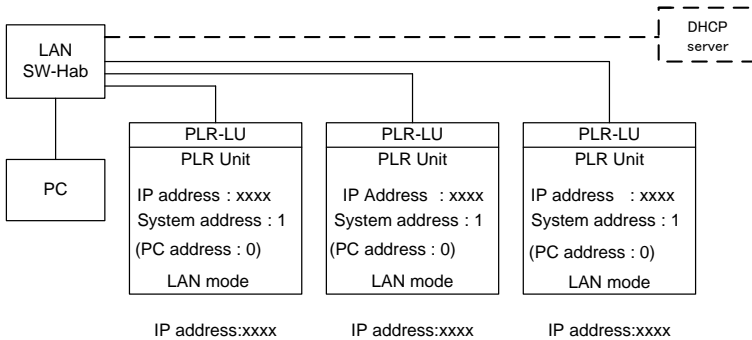 LAN
SW-Hab
DHCP
server
PC
PLR-LU
PLR Unit
IP address : xxxx
System address : 1
(PC address : 0)
LAN mode
PLR-LU
PLR Unit
IP Address : xxxx
System address : 1
(PC address : 0)
LAN mode
PLR-LU
PLR Unit
IP address : xxxx
System address : 1
(PC address : 0)
LAN mode
IP address:xxxx
IP address:xxxx
IP address:xxxx